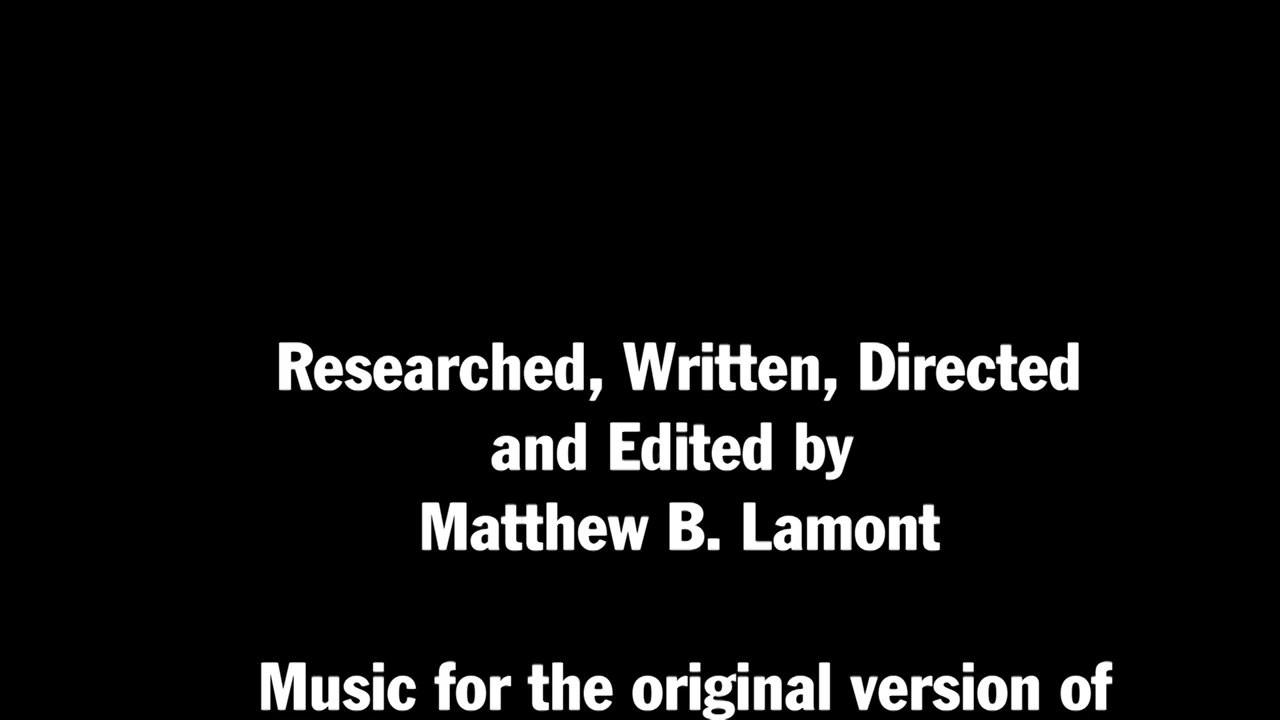 Researched, Written, Directed
and Edited by
Matthew B. Lamont
Music for the original version of